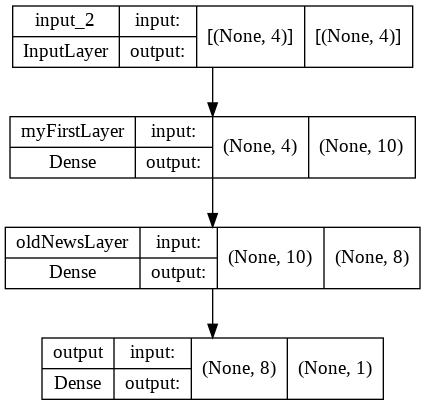 input_2 input: [(None, 4)] [(None, 4)]
InputLayer output:
myFirstLayer input: (None, 4) (None, 10)
Dense output:
oldNewsLayer input: (None, 10) (None, 8)
Dense output:
output input: (None, 8) (None, 1)
Dense output: